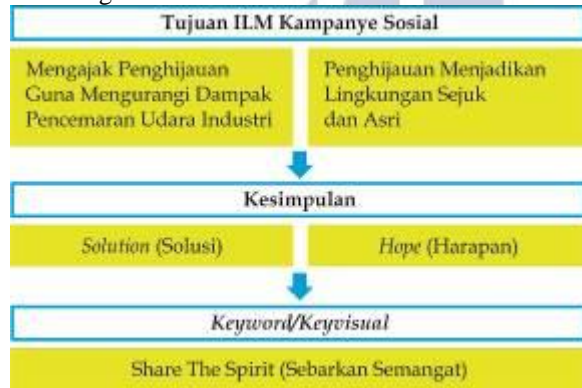 Tujuan ILM Kampanye Sosial
Mengajak Penghijauan
Guna Mengurangi Dampak
Pencemaran Udara Industri
Penghijauan Menjadikan
Lingkungan Sejuk
dan Asri
Kesimpulan
Solution (Solusi)
Hope (Harapan)
Keyword/Keyvisual
Share The Spirit (Sebarkan Semangat)